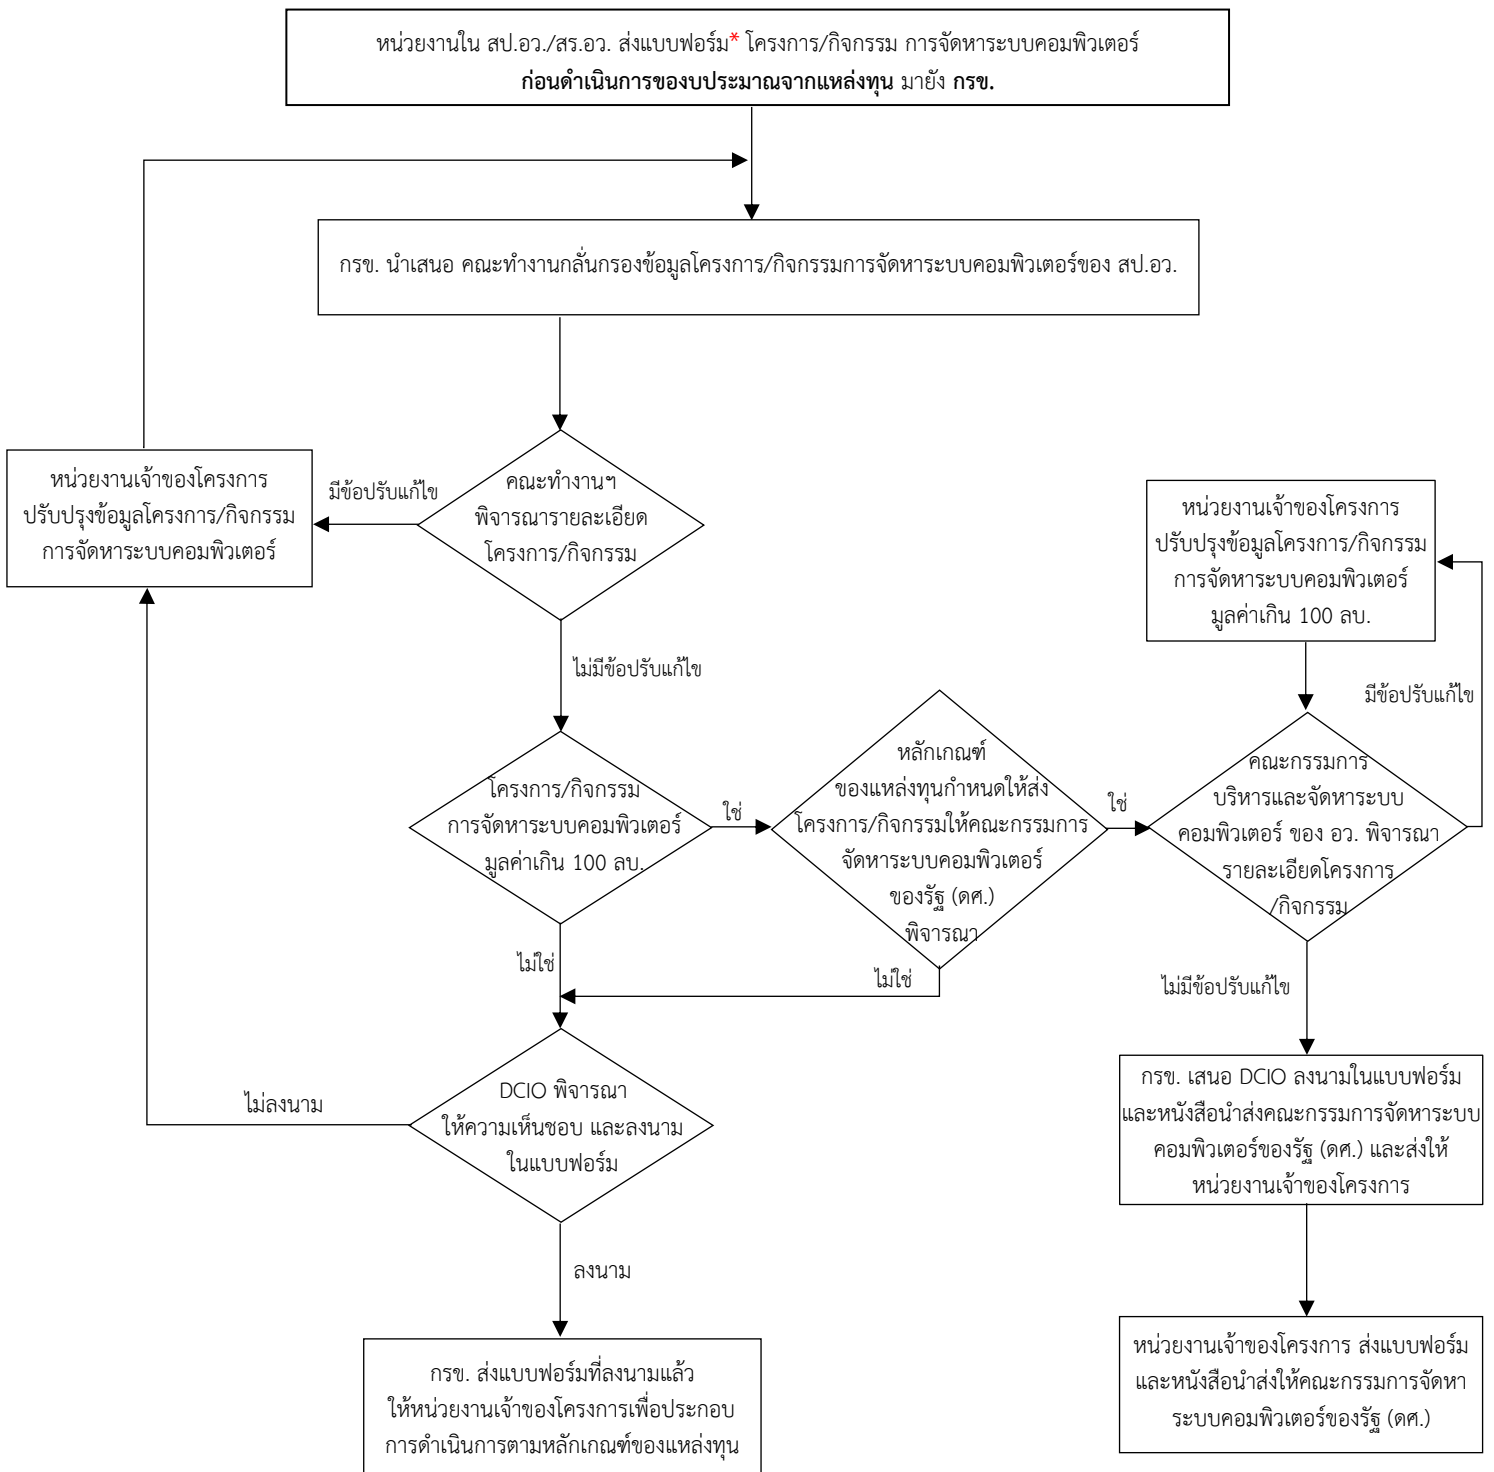 หน่วยงานใน สป.อว./สร.อว. ส่งแบบฟอร์ม* โครงการ/กิจกรรม การจัดหาระบบคอมพิวเตอร์
ก่อนดำเนินการของบประมาณจากแหล่งทุน มายัง กรข.
กรข. นำเสนอ คณะทำงานกลั่นกรองข้อมูลโครงการ/กิจกรรมการจัดหาระบบคอมพิวเตอร์ของ สป.อว.
หน่วยงานเจ้าของโครงการ
ปรับปรุงข้อมูลโครงการ/กิจกรรม
การจัดหาระบบคอมพิวเตอร์
มีข้อปรับแก้ไข
คณะทำงานฯ
พิจารณารายละเอียด
โครงการ/กิจกรรม
ไม่มีข้อปรับแก้ไข
หน่วยงานเจ้าของโครงการ
ปรับปรุงข้อมูลโครงการ/กิจกรรม
การจัดหาระบบคอมพิวเตอร์
มูลค่าเกิน 100 ลบ.
มีข้อปรับแก้ไข
โครงการ/กิจกรรม
การจัดหาระบบคอมพิวเตอร์
มูลค่าเกิน 100 ลบ.
ใช่
หลักเกณฑ์
ของแหล่งทุนกำหนดให้ส่ง
โครงการ/กิจกรรมให้คณะกรรมการ
จัดหาระบบคอมพิวเตอร์
ของรัฐ (ดศ.)
พิจารณา
ใช่
คณะกรรมการ
บริหารและจัดหาระบบ
คอมพิวเตอร์ ของ อว. พิจารณา
รายละเอียดโครงการ
/กิจกรรม
ไม่ใช่
ไม่ใช่
ไม่มีข้อปรับแก้ไข
DCIO พิจารณา
ให้ความเห็นชอบ และลงนาม
ในแบบฟอร์ม
ไม่ลงนาม
กรข. เสนอ DCIO ลงนามในแบบฟอร์ม
และหนังสือนำส่งคณะกรรมการจัดหาระบบ
คอมพิวเตอร์ของรัฐ (ดศ.) และส่งให้
หน่วยงานเจ้าของโครงการ
ลงนาม
กรข. ส่งแบบฟอร์มที่ลงนามแล้ว
ให้หน่วยงานเจ้าของโครงการเพื่อประกอบ
การดำเนินการตามหลักเกณฑ์ของแหล่งทุน
หน่วยงานเจ้าของโครงการ ส่งแบบฟอร์ม
และหนังสือนำส่งให้คณะกรรมการจัดหา
ระบบคอมพิวเตอร์ของรัฐ (ดศ.)